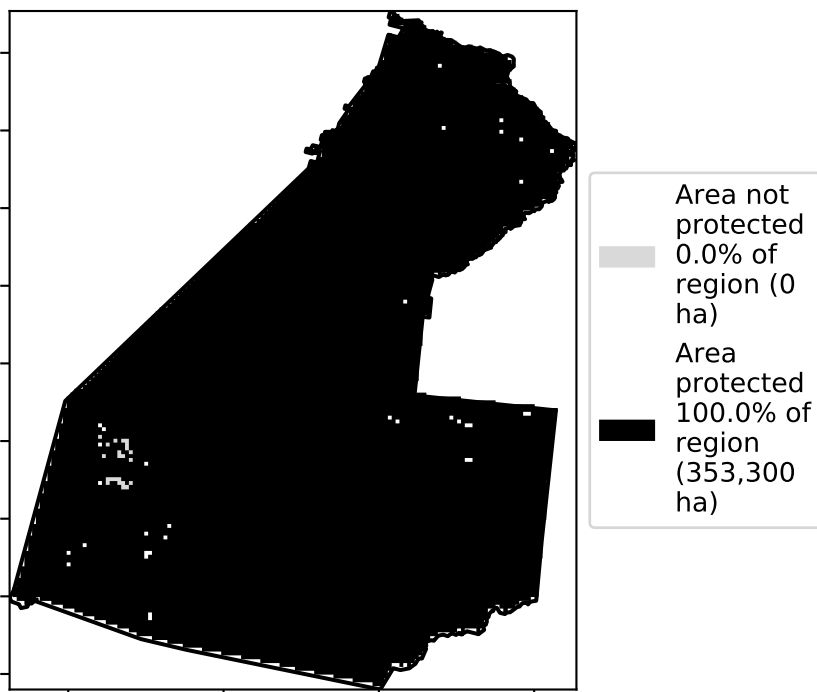 Area not
protected
0.0% of
region (0
ha)
Area
protected
100.0% of
region
(353,300
ha)